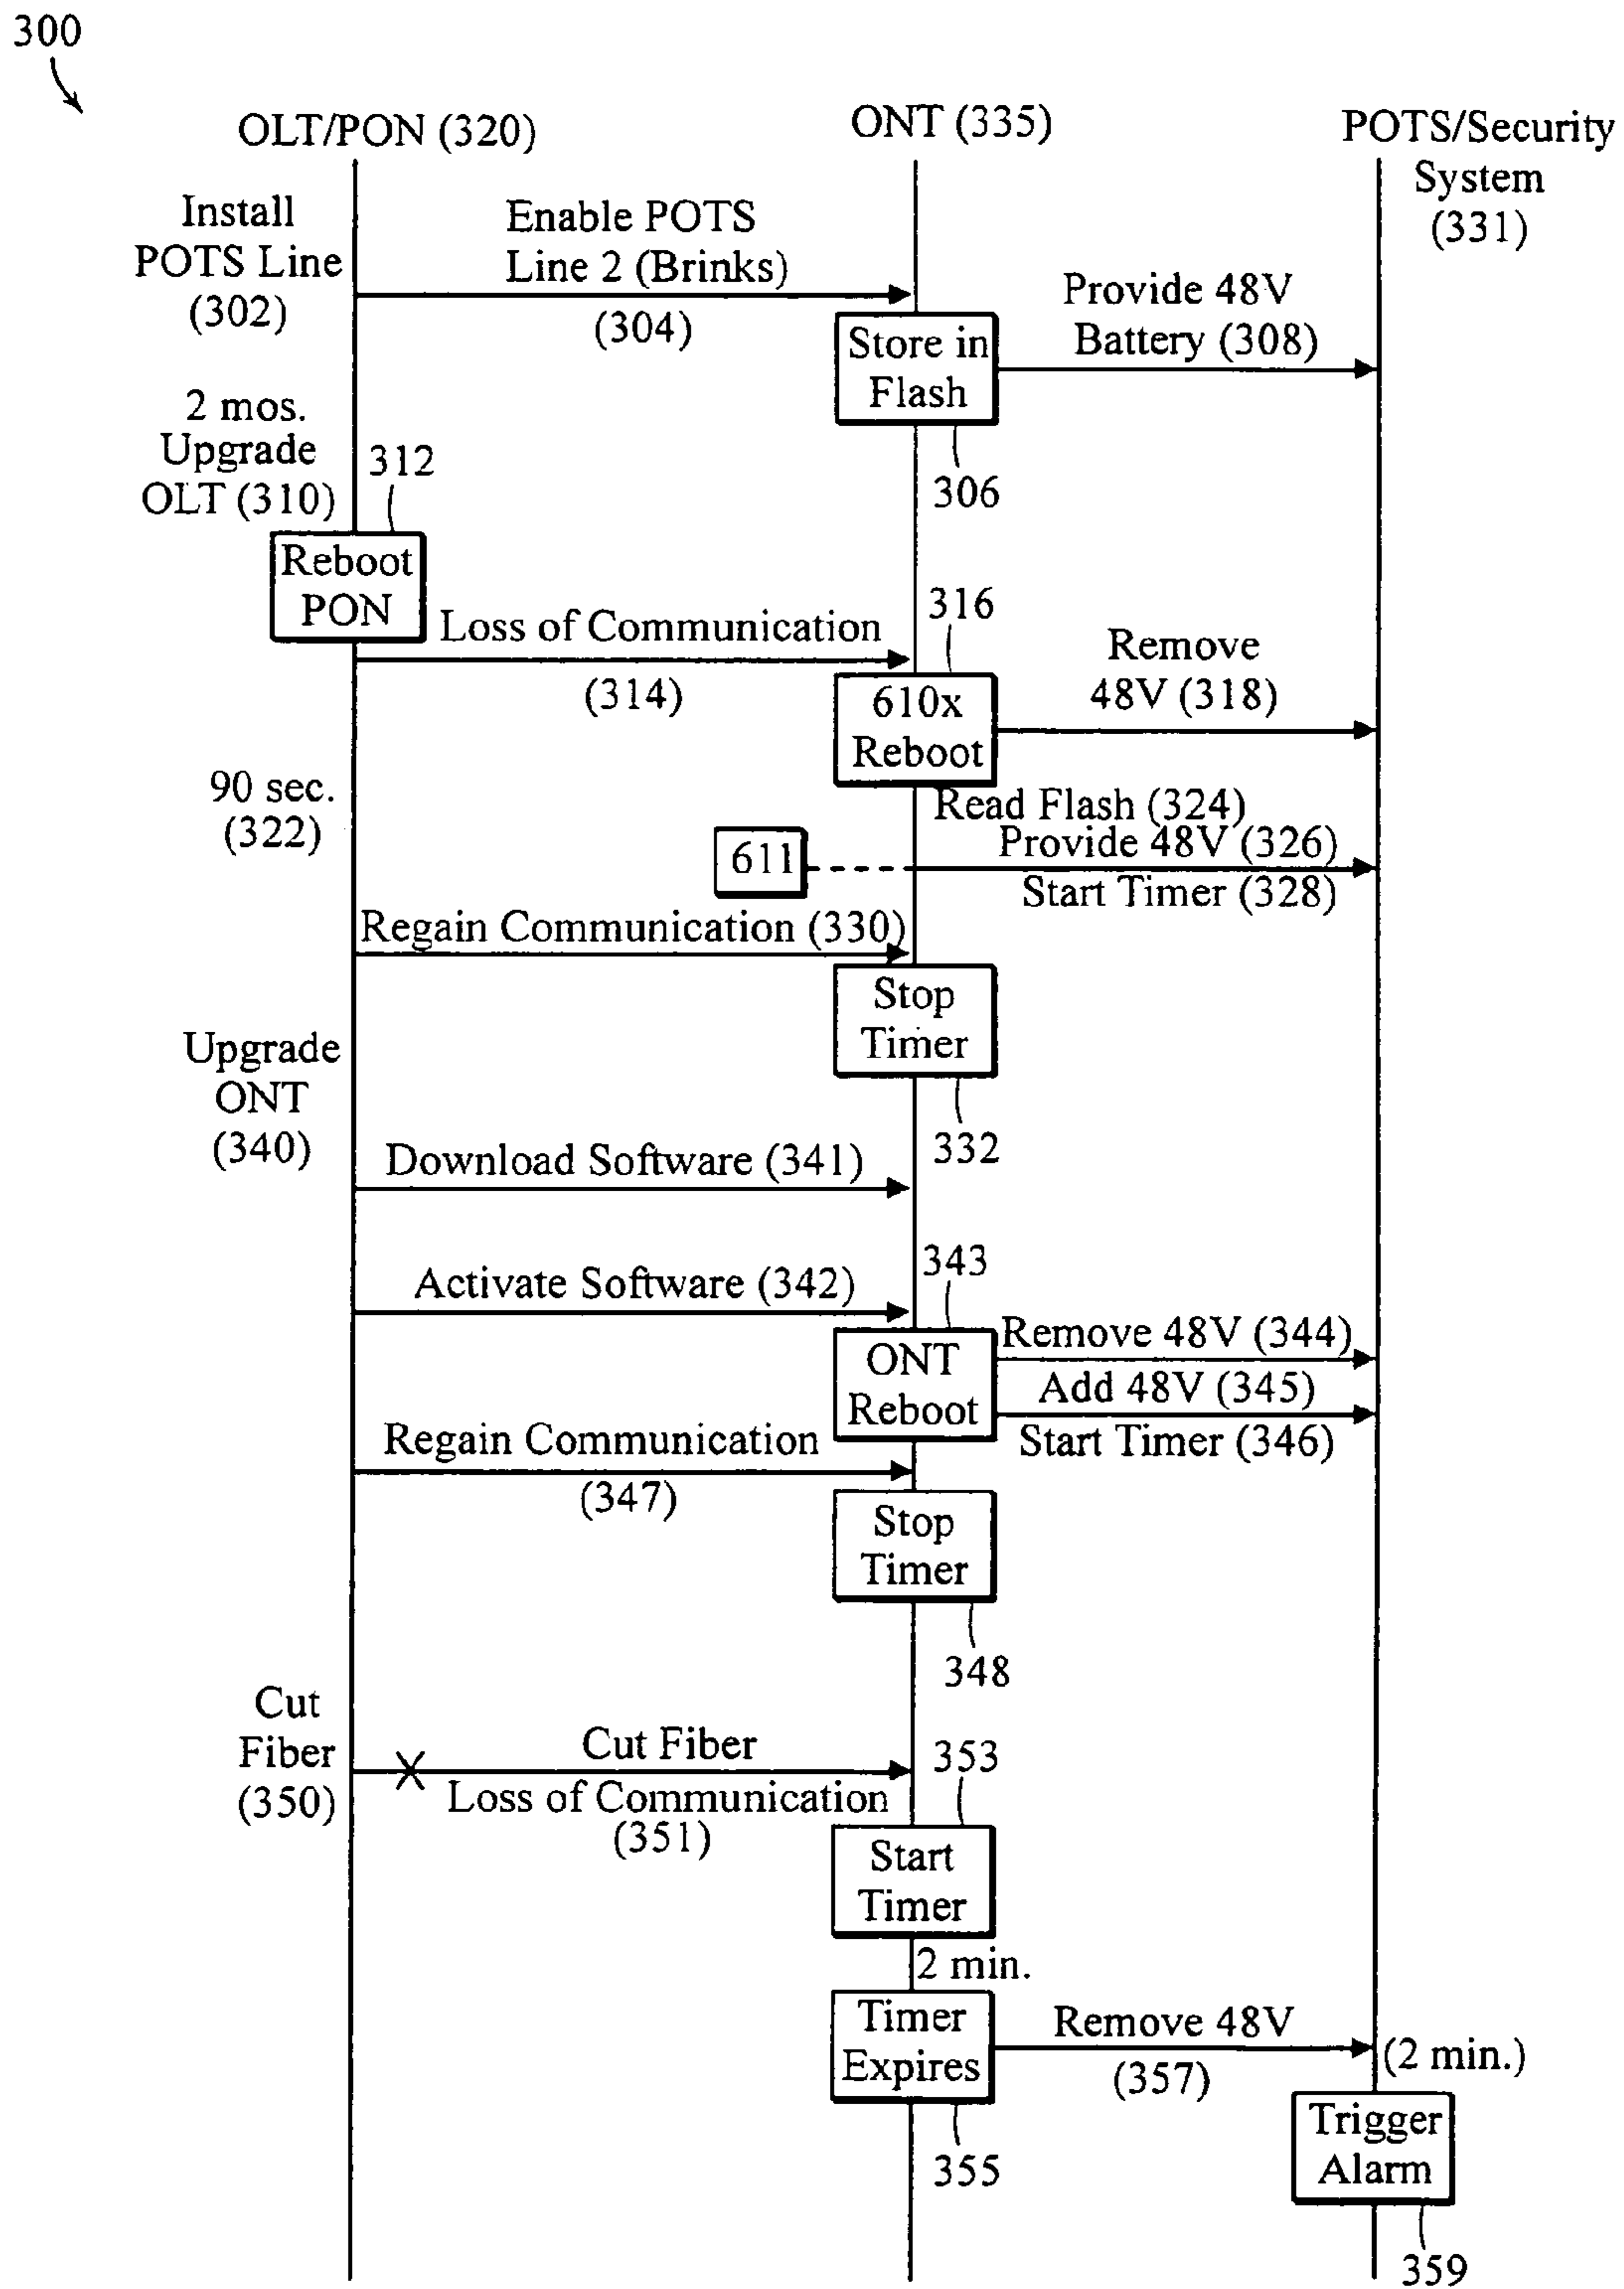 300
OLT/PON (320)
ONT (335)
POTS/Security
System
(331)
Install
POTS Line
(302)
Enable POTS
Line 2 (Brinks)
(304)
Provide 48V
Battery (308)
Store in
Flash
306
2 mos.
Upgrade
OLT (310)
312
Reboot
PON
Loss of Communication
(314)
316
610x
Reboot
Remove
48V (318)
90 sec.
(322)
Read Flash (324)
Provide 48V (326)
Start Timer (328)
611
Regain Communication (330)
Stop
Timer
332
Upgrade
ONT
(340)
Download Software (341)
Activate Software (342)
343
ONT
Reboot
Remove 48V (344)
Add 48V (345)
Start Timer (346)
Regain Communication
(347)
Stop
Timer
348
Cut
Fiber
(350)
Cut Fiber
Loss of Communication
(351)
353
Start
Timer
2 min.
Timer
Expires
355
Remove 48V
(357)
(2 min.)
Trigger
Alarm
359